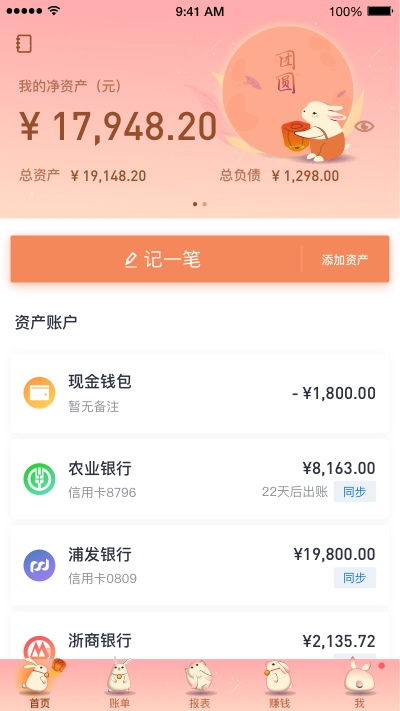 9:41 AM
100%
团圆
我的净资产（元）
¥ 17,948.20
总资产 ¥ 19,148.20
总负债 ¥ 1,298.00
记一笔
添加资产
资产账户
现金钱包
- ¥1,800.00
暂无备注
农业银行
¥8,163.00
信用卡8796
22天后出账 同步
浦发银行
¥19,800.00
信用卡0809
同步
浙商银行
¥2,135.72
首页 账单 报表 赚钱 我